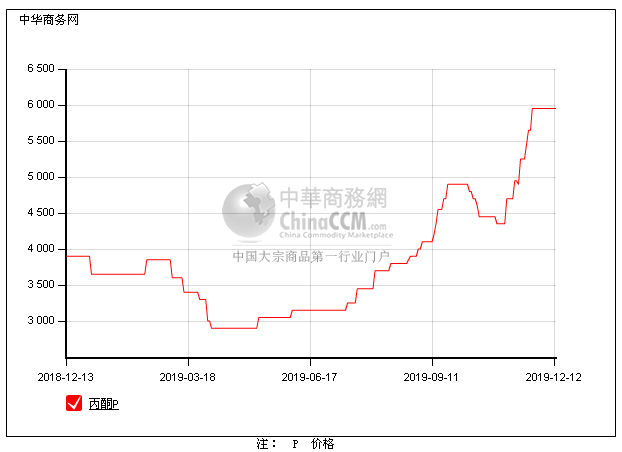 中华商务网
6 500
6 000
5 500
5 000
4 500
4 000
3 500
3 000
中華商務網
ChinaCCM.com
China Commodity Marketplace
中国大宗商品第一行业门户
2018-12-13 2019-03-18 2019-06-17 2019-09-11 2019-12-12
丙酮P
注： P 价格